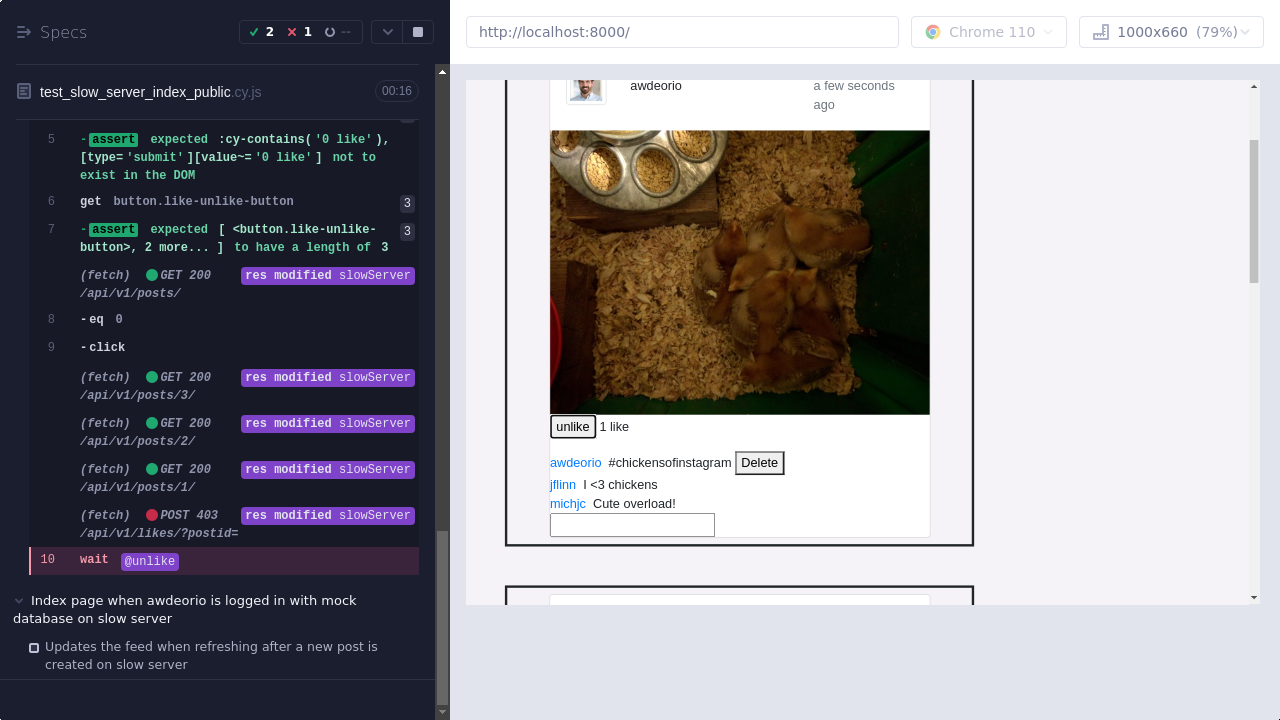 Specs
2
1
--
test_slow_server_index_public.cy.js
00:16
5 -assert expected :cy-contains('0 like'),
[type='submit'][value~='0 like'] not to
exist in the DOM
6 get button.like-unlike-button 3
7 -assert expected [ <button.like-unlike-
button>, 2 more... ] to have a length of 3
3
(fetch) GET 200 res modified slowServer
/api/v1/posts/
8 -eq 0
9 -click
(fetch) GET 200 res modified slowServer
/api/v1/posts/3/
(fetch) GET 200 res modified slowServer
/api/v1/posts/2/
(fetch) GET 200 res modified slowServer
/api/v1/posts/1/
(fetch) POST 403 res modified slowServer
/api/v1/likes/?postid=
10 wait @unlike
Index page when awdeorio is logged in with mock
database on slow server
Updates the feed when refreshing after a new post is
created on slow server
http://localhost:8000/
Chrome 110
1000x660 (79%)
awdeorio
a few seconds
ago
unlike 1 like
awdeorio #chickensofinstagram Delete
jflinn I <3 chickens
michjc Cute overload!